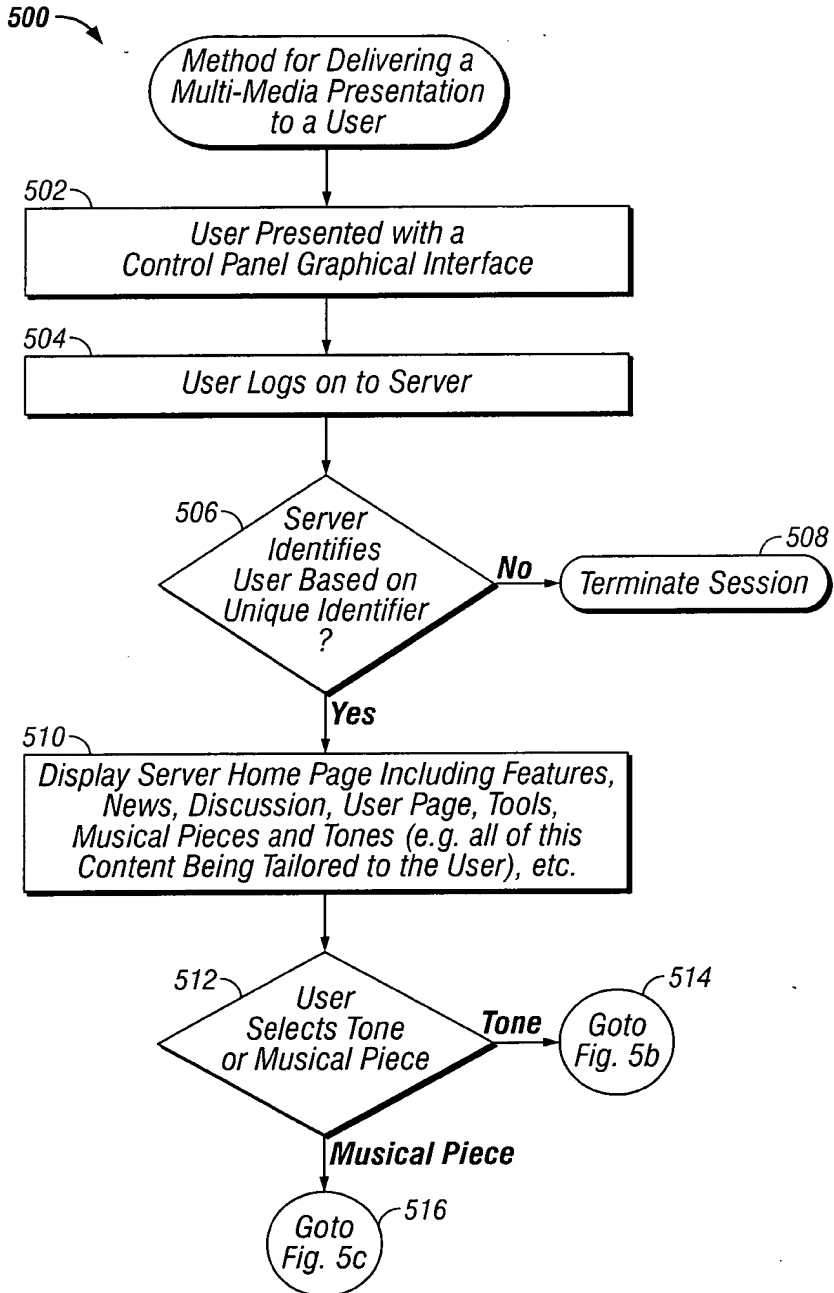 500
Method for Delivering a
Multi-Media Presentation
to a User
502
User Presented with a
Control Panel Graphical Interface
504
User Logs on to Server
506
Server
Identifies
User Based on
Unique Identifier
?
No
508
Terminate Session
Yes
510
Display Server Home Page Including Features,
News, Discussion, User Page, Tools,
Musical Pieces and Tones (e.g. all of this
Content Being Tailored to the User), etc.
512
User
Selects Tone
or Musical Piece
Tone
514
Goto
Fig. 5b
Musical Piece
516
Goto
Fig. 5c